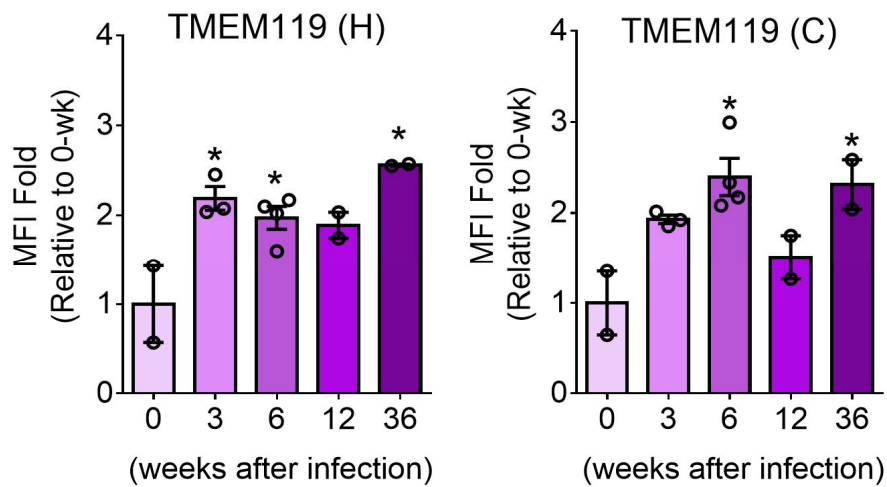 TMEM119 (H)
MFI Fold
(Relative to 0-wk)
4
3
2
1
0
*
*
*
0 3 6 12 36
(weeks after infection)
TMEM119 (C)
MFI Fold
(Relative to 0-wk)
4
3
2
1
0
*
*
0 3 6 12 36
(weeks after infection)